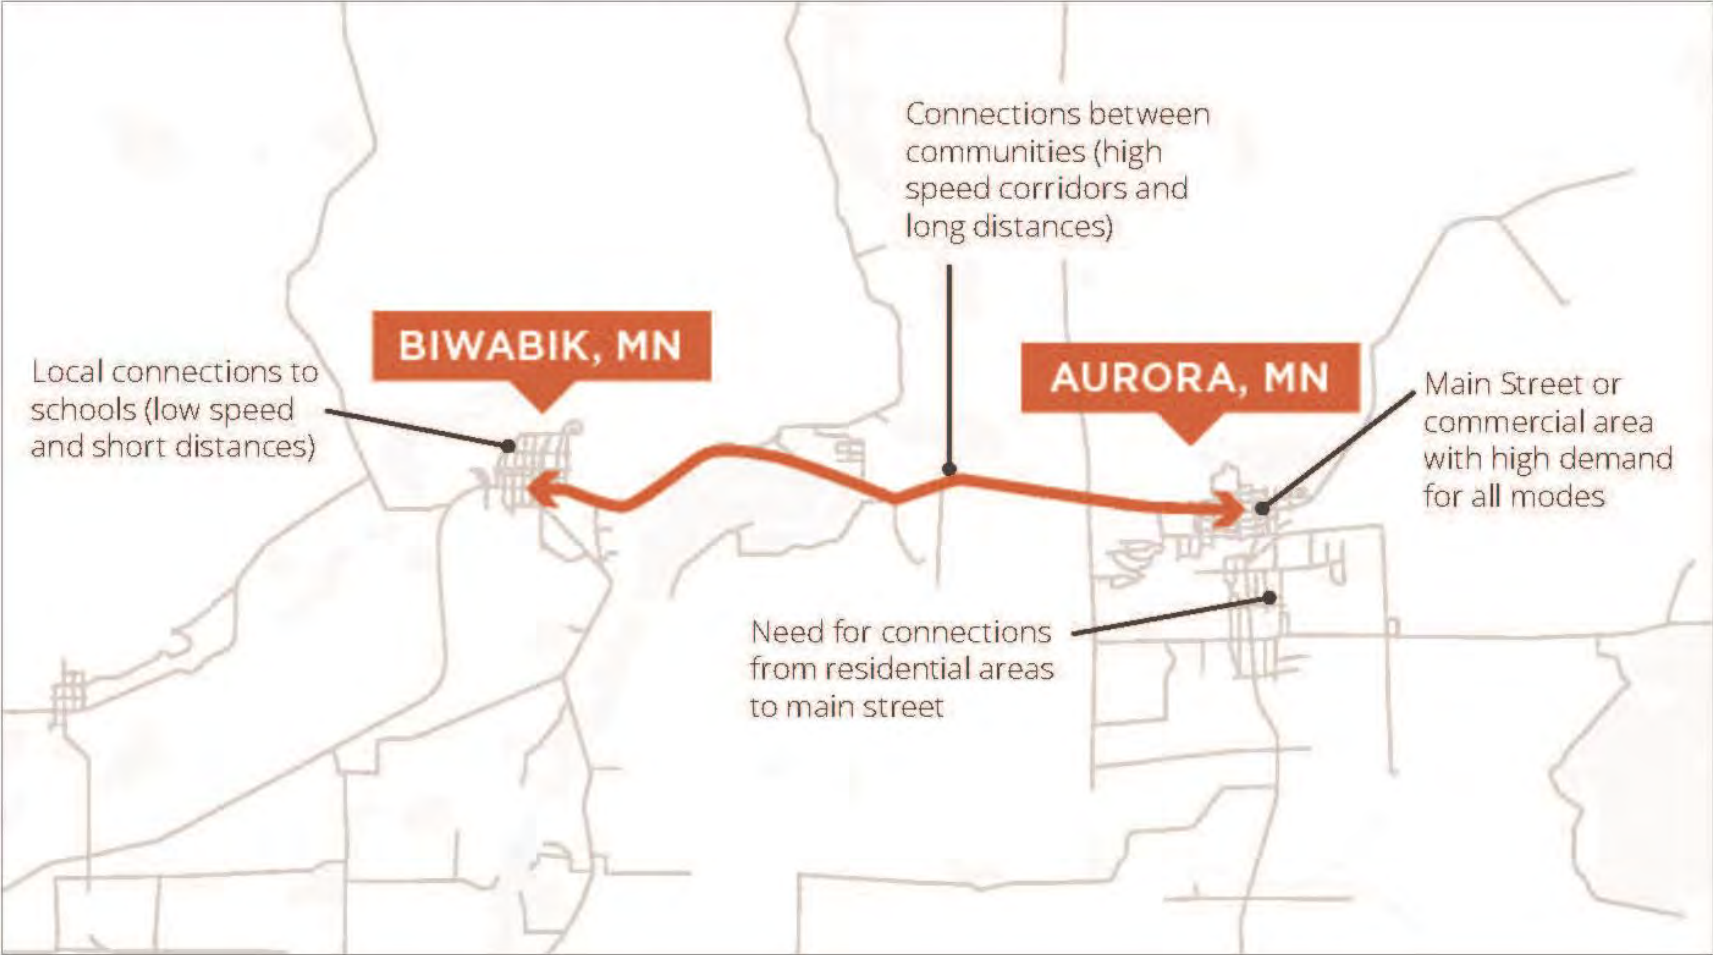 Connections between
communities (high
speed corridors and
long distances)
BIWABIK, MN
AURORA, MN
Local connections to
schools (low speed
and short distances)
Main Street or
commercial area
with high demand
for all modes
Need for connections
from residential areas
to main street